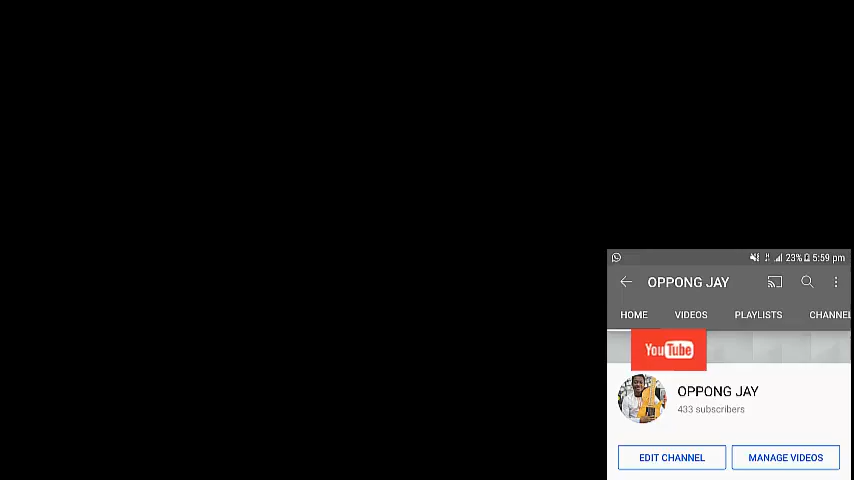 23% 5:59 pm
OPPONG JAY
HOME VIDEOS PLAYLISTS CHANNEL
YouTube
OPPONG JAY
433 subscribers
EDIT CHANNEL MANAGE VIDEOS